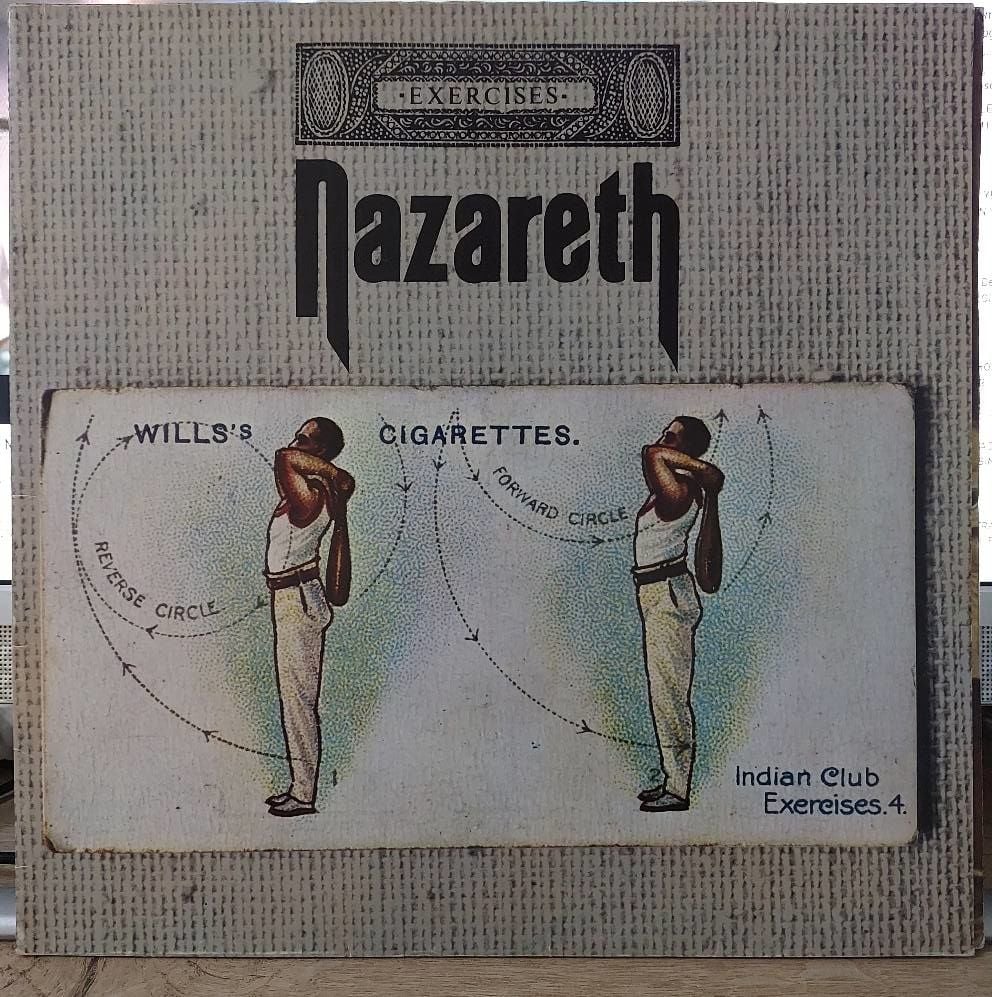 ·EXERCISES·
Nazareth
WILLS'S CIGARETTES.
FORWARD CIRCLE
REVERSE CIRCLE
1
2
Indian Club
Exercises.4.